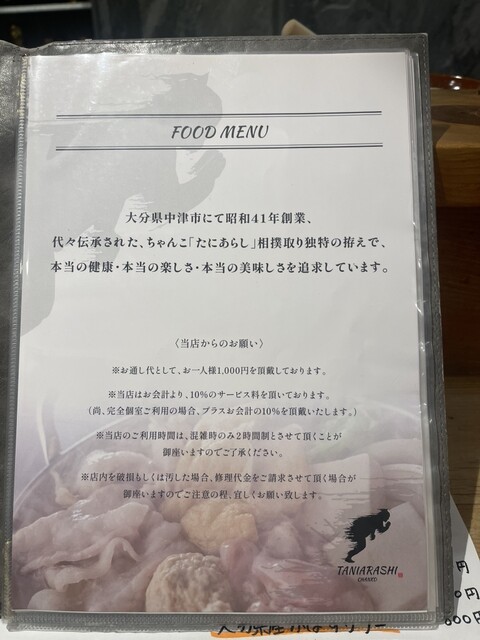 FOOD MENU
大分県中津市にて昭和41年創業、
代々伝承された、ちゃんこ「たにあらし」相撲取り独特の拵えで、
本当の健康・本当の楽しさ・本当の美味しさを追求しています。
〈当店からのお願い〉
※お通し代として、お一人様1,000円を頂戴しております。
※当店はお会計より、10%のサービス料を頂いております。
(尚、完全個室ご利用の場合、プラスお会計の10%を頂戴いたします。)
※当店のご利用時間は、混雑時のみ2時間制とさせて頂くことが
御座いますのでご了承ください。
※店内を破損もしくは汚した場合、修理代金をご請求させて頂く場合が
御座いますのでご注意の程、宜しくお願い致します。
TANIARASHI
CHANKO
円
円
600円